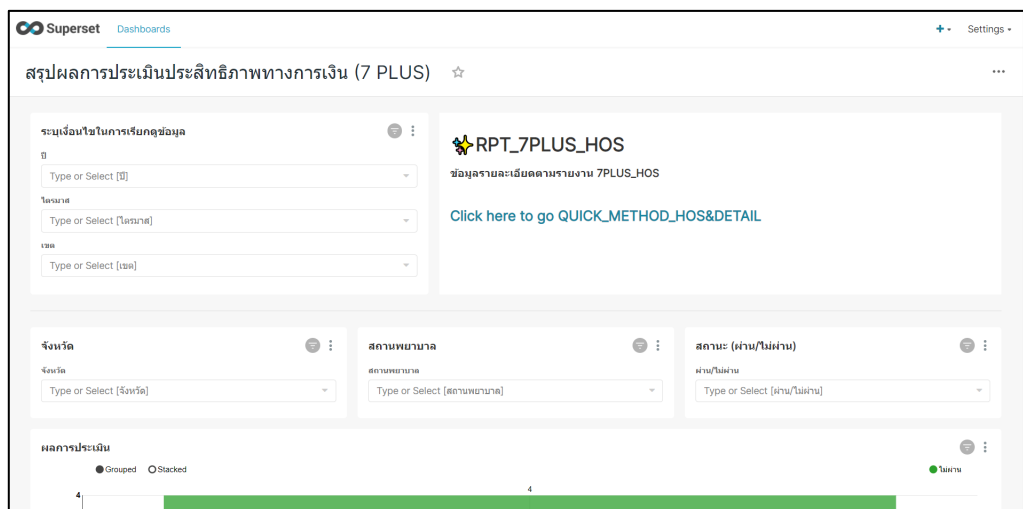 Superset Dashboards Settings
สรุปผลการประเมินประสิทธิภาพทางการเงิน (7 PLUS)
ระบุเงื่อนไขในการเรียกดูข้อมูล
ปี
Type or Select [ปี]
ไตรมาส
Type or Select [ไตรมาส]
เขต
Type or Select [เขต]
RPT_7PLUS_HOS
ข้อมูลรายละเอียดตามรายงาน 7PLUS_HOS
Click here to go QUICK_METHOD_HOS&DETAIL
จังหวัด
จังหวัด
Type or Select [จังหวัด]
สถานพยาบาล
สถานพยาบาล
Type or Select [สถานพยาบาล]
สถานะ (ผ่าน/ไม่ผ่าน)
ผ่าน/ไม่ผ่าน
Type or Select [ผ่าน/ไม่ผ่าน]
ผลการประเมิน
Grouped Stacked ไม่ผ่าน
4
4